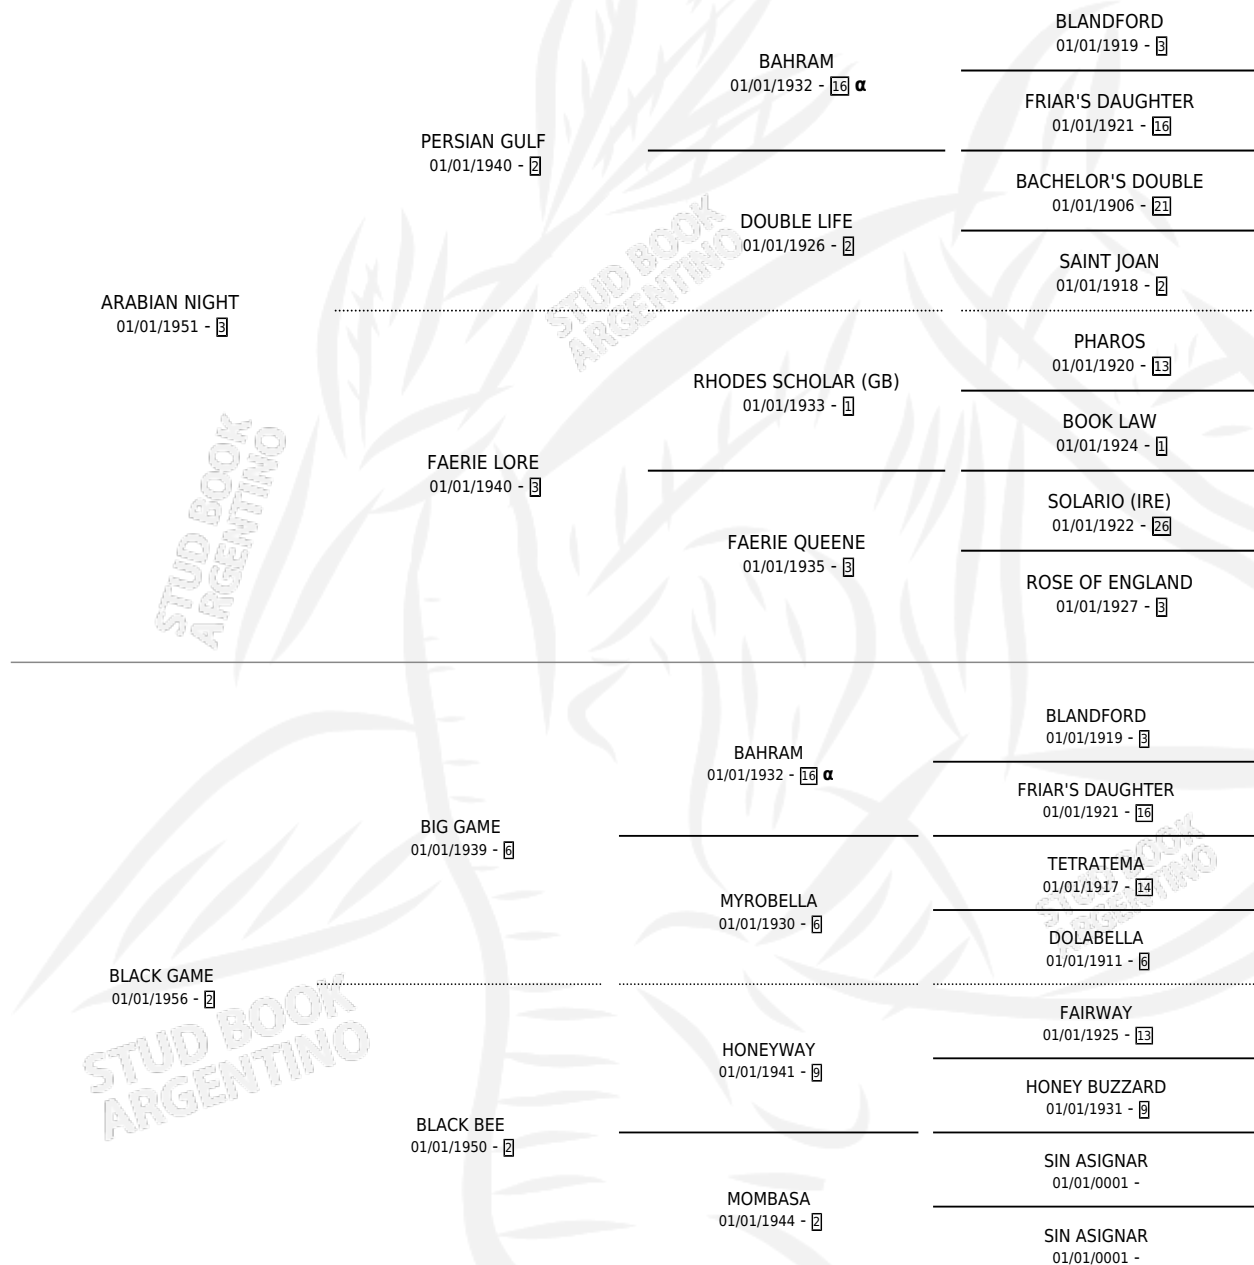 BLANDFORD
01/01/1919 - 3
BAHRAM
01/01/1932 - 16 α
FRIAR'S DAUGHTER
01/01/1921 - 16
PERSIAN GULF
01/01/1940 - 2
BACHELOR'S DOUBLE
01/01/1906 - 21
DOUBLE LIFE
01/01/1926 - 2
SAINT JOAN
01/01/1918 - 2
ARABIAN NIGHT
01/01/1951 - 3
PHAROS
01/01/1920 - 13
RHODES SCHOLAR (GB)
01/01/1933 - 1
BOOK LAW
01/01/1924 - 1
FAERIE LORE
01/01/1940 - 3
SOLARIO (IRE)
01/01/1922 - 26
FAERIE QUEENE
01/01/1935 - 3
ROSE OF ENGLAND
01/01/1927 - 3
STUD BOOK
ARGENTINO
STUD BOOK
ARGENTINO
BLANDFORD
01/01/1919 - 3
BAHRAM
01/01/1932 - 16 α
FRIAR'S DAUGHTER
01/01/1921 - 16
BIG GAME
01/01/1939 - 6
TETRATEMA
01/01/1917 - 14
MYROBELLA
01/01/1930 - 6
DOLABELLA
01/01/1911 - 6
BLACK GAME
01/01/1956 - 2
FAIRWAY
01/01/1925 - 13
HONEYWAY
01/01/1941 - 9
HONEY BUZZARD
01/01/1931 - 9
BLACK BEE
01/01/1950 - 2
SIN ASIGNAR
01/01/0001 -
MOMBASA
01/01/1944 - 2
SIN ASIGNAR
01/01/0001 -
STUD BOOK
ARGENTINO
STUD BOOK
ARGENTINO